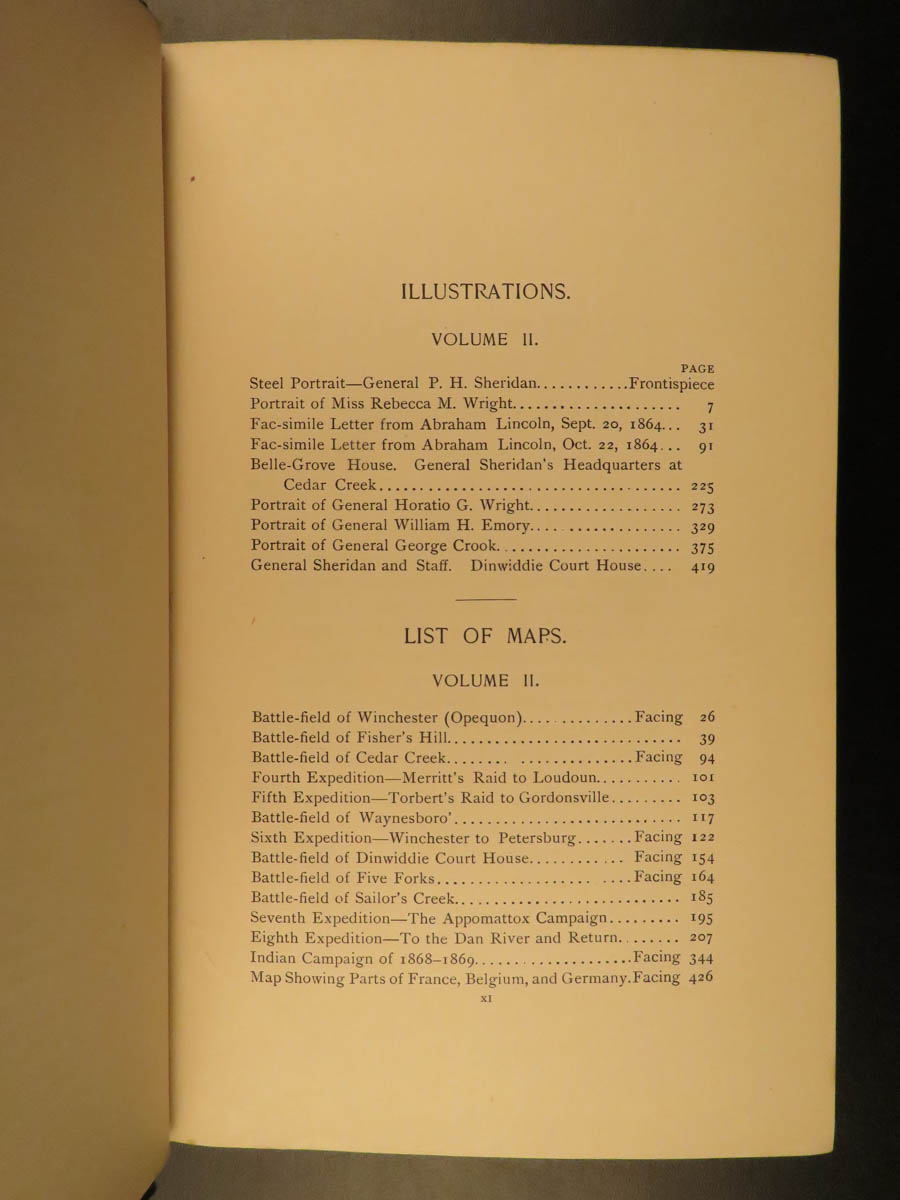 ILLUSTRATIONS.
VOLUME II.
PAGE
Steel Portrait—General P. H. Sheridan............Frontispiece
Portrait of Miss Rebecca M. Wright..................... 7
Fac-simile Letter from Abraham Lincoln, Sept. 20, 1864... 31
Fac-simile Letter from Abraham Lincoln, Oct. 22, 1864... 91
Belle-Grove House. General Sheridan's Headquarters at
Cedar Creek...................................... 225
Portrait of General Horatio G. Wright................... 273
Portrait of General William H. Emory................... 329
Portrait of General George Crook....................... 375
General Sheridan and Staff. Dinwiddie Court House.... 419
LIST OF MAPS.
VOLUME II.
Battle-field of Winchester (Opequon)..............Facing 26
Battle-field of Fisher's Hill............................. 39
Battle-field of Cedar Creek........ ..............Facing 94
Fourth Expedition—Merritt's Raid to Loudoun........... 101
Fifth Expedition—Torbert's Raid to Gordonsville......... 103
Battle-field of Waynesboro'............................ 117
Sixth Expedition—Winchester to Petersburg.......Facing 122
Battle-field of Dinwiddie Court House............ Facing 154
Battle-field of Five Forks................... ....Facing 164
Battle-field of Sailor's Creek............................ 185
Seventh Expedition—The Appomattox Campaign......... 195
Eighth Expedition—To the Dan River and Return........ 207
Indian Campaign of 1868–1869....................Facing 344
Map Showing Parts of France, Belgium, and Germany.Facing 426
XI